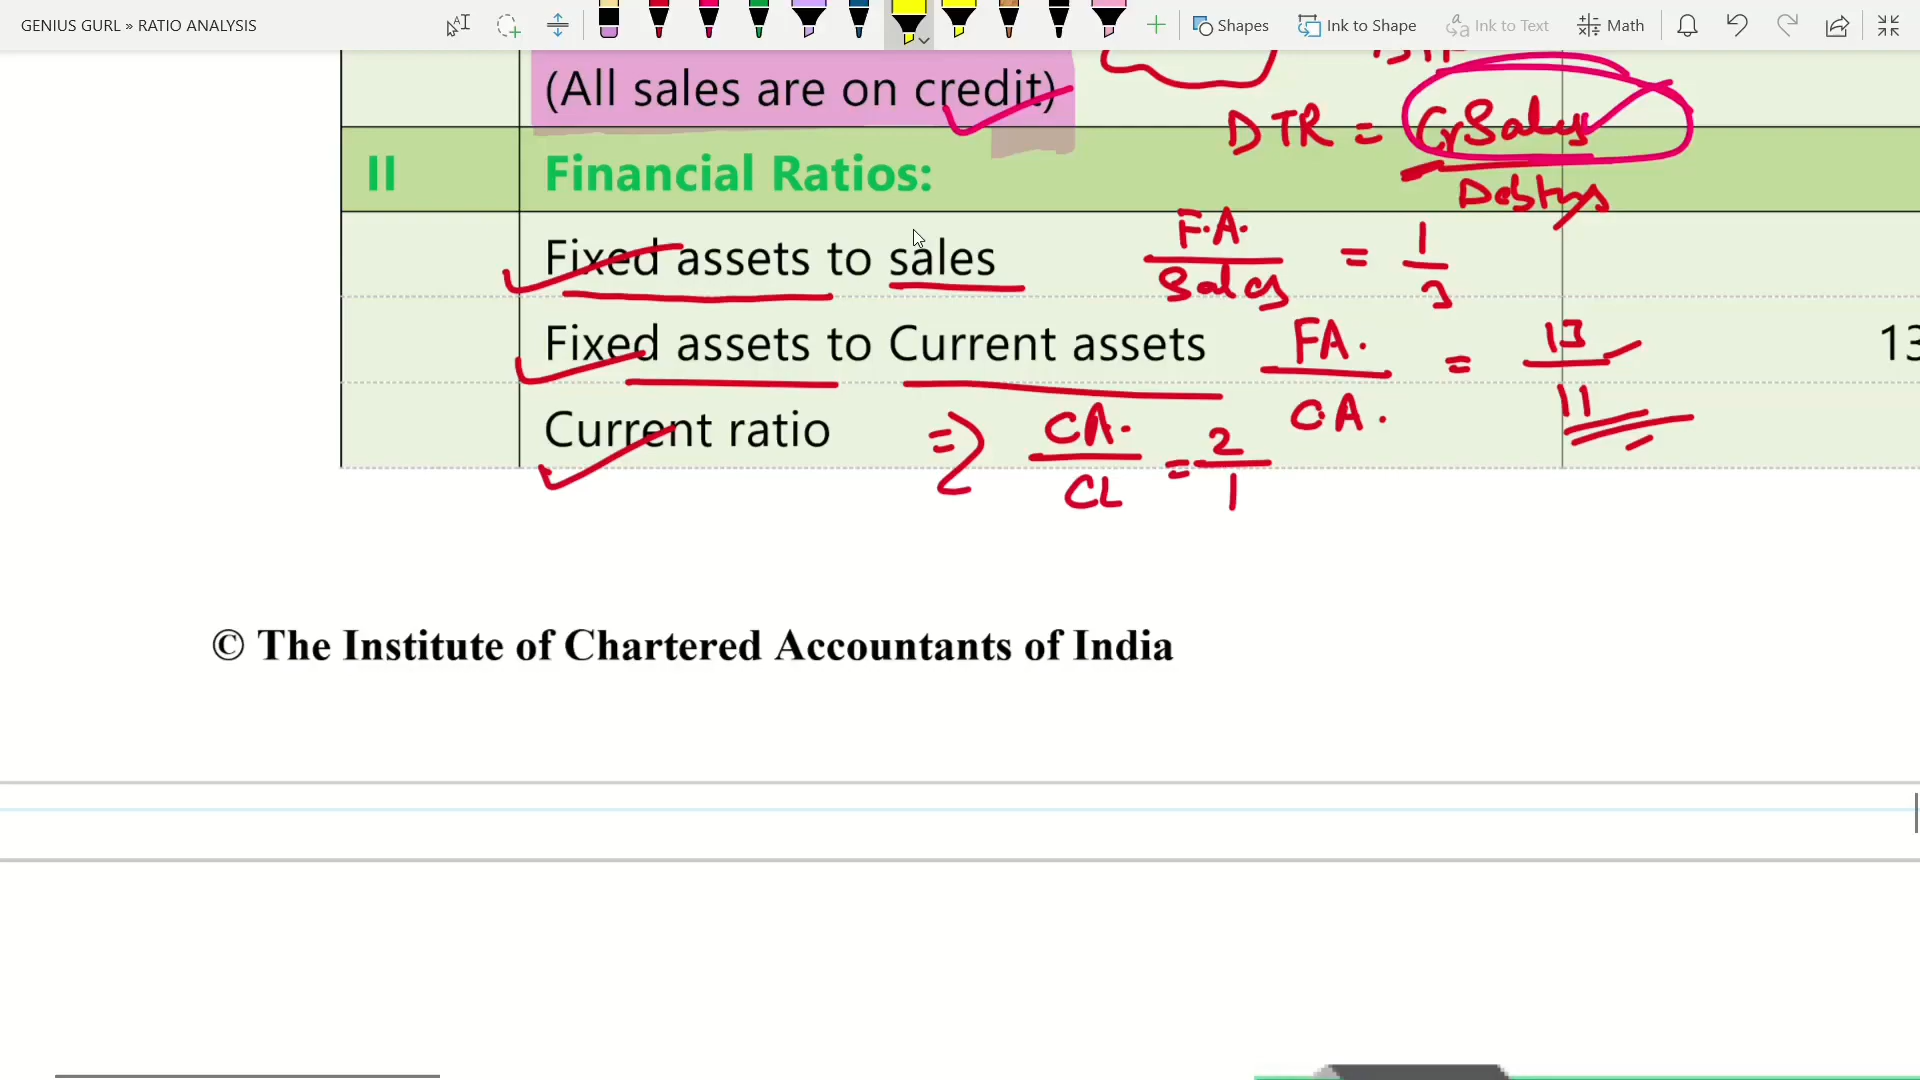 GENIUS GURL » RATIO ANALYSIS
Shapes Ink to Shape Ink to Text Math
(All sales are on credit)
DTR = Cr Sales
Debtors
II Financial Ratios:
Fixed assets to sales F.A. = 1
Sales 3
Fixed assets to Current assets FA. = 13 13
C.A. 11
Current ratio => CA. = 2
CL 1
© The Institute of Chartered Accountants of India